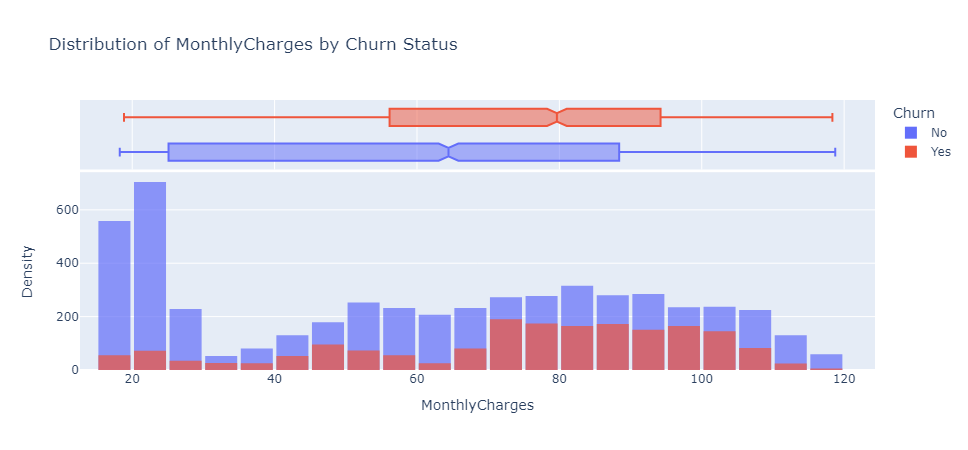 Distribution of MonthlyCharges by Churn Status
Churn
No
Yes
Density
600
400
200
0
20
40
60
80
100
120
MonthlyCharges